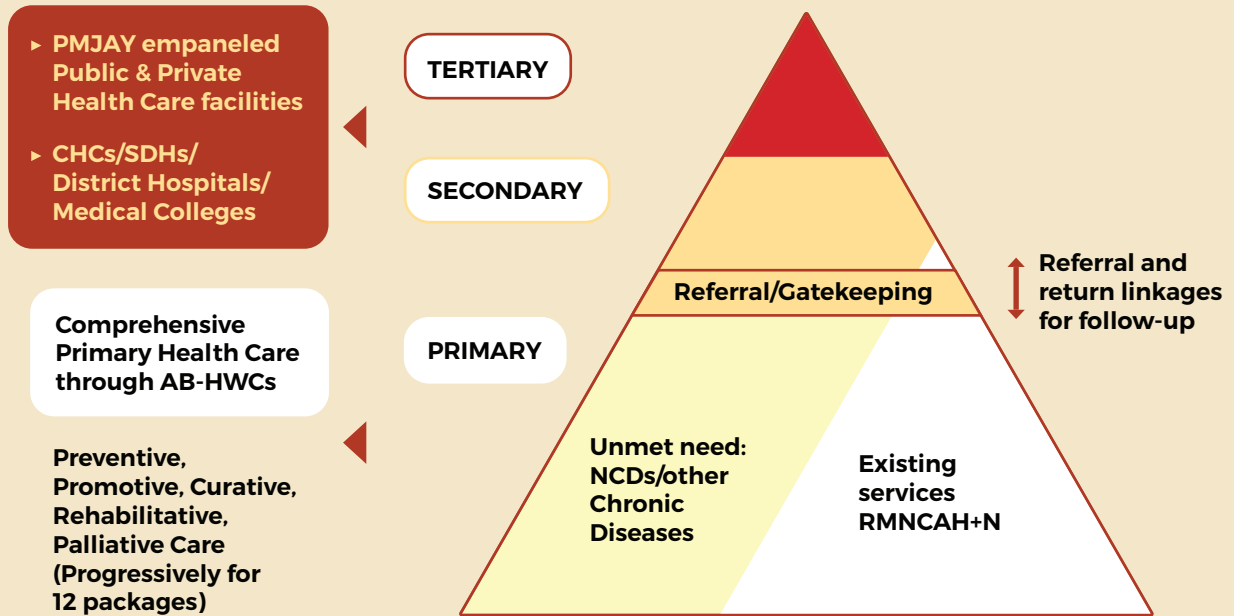 ▸ PMJAY empaneled
Public & Private
Health Care facilities
▸ CHCs/SDHs/
District Hospitals/
Medical Colleges
TERTIARY
SECONDARY
Referral/Gatekeeping
Referral and
return linkages
for follow-up
Comprehensive
Primary Health Care
through AB-HWCs
PRIMARY
Preventive,
Promotive, Curative,
Rehabilitative,
Palliative Care
(Progressively for
12 packages)
Unmet need:
NCDs/other
Chronic
Diseases
Existing
services
RMNCAH+N